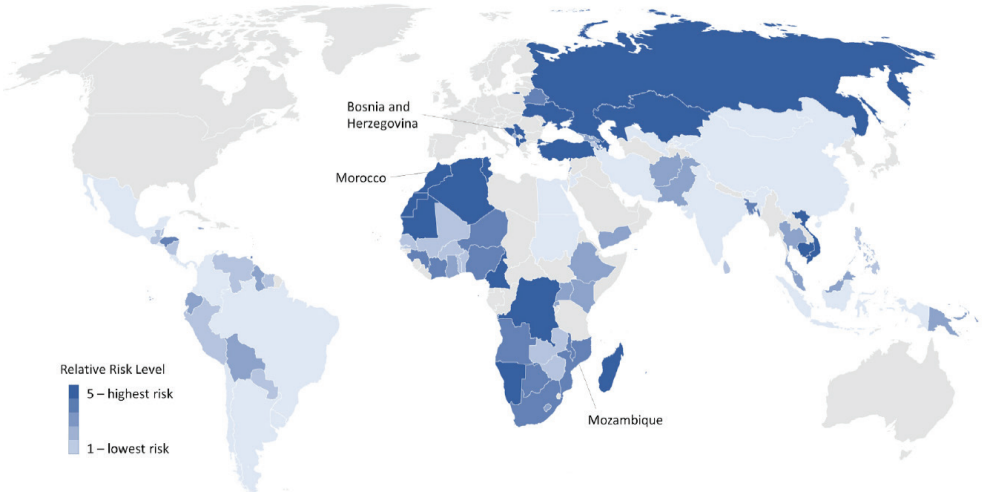 Bosnia and
Herzegovina
Morocco
Relative Risk Level
5 – highest risk
1 – lowest risk
Mozambique